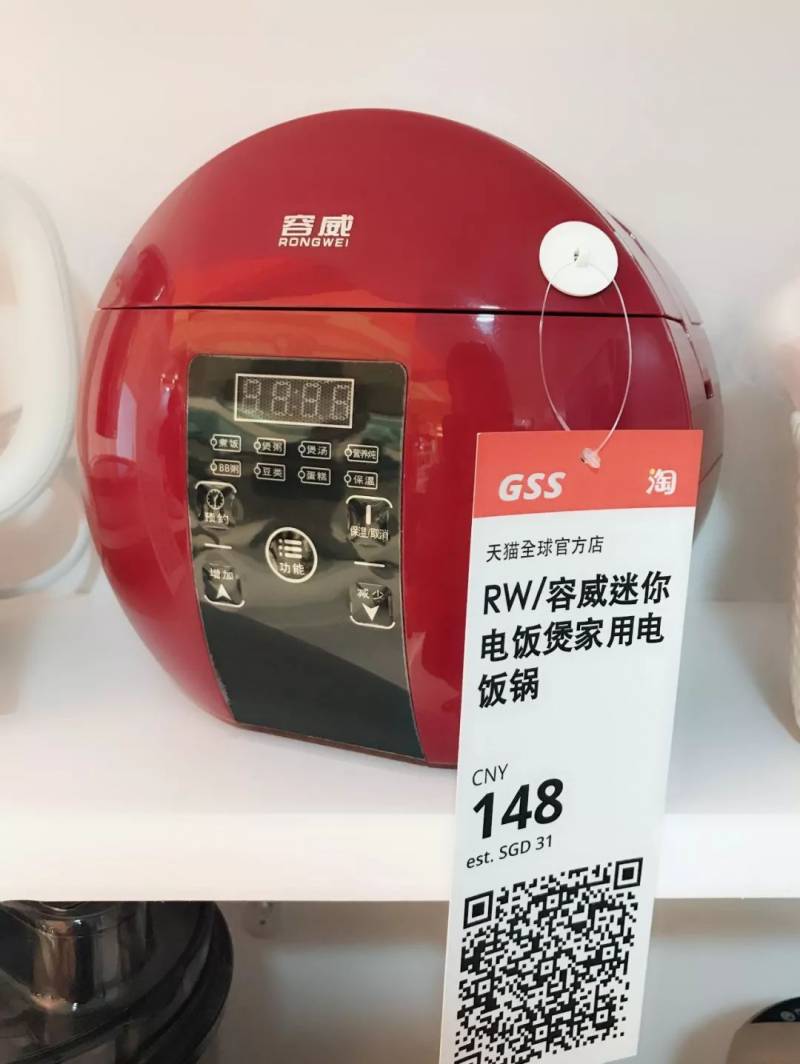 容威
RONGWEI
煮饭 煲粥 煲汤 营养炖
BB粥 豆类 蛋糕 保温
预约
保温/取消
功能
增加
减少
GSS 淘
天猫全球官方店
RW/容威迷你
电饭煲家用电
饭锅
CNY
148
est. SGD 31